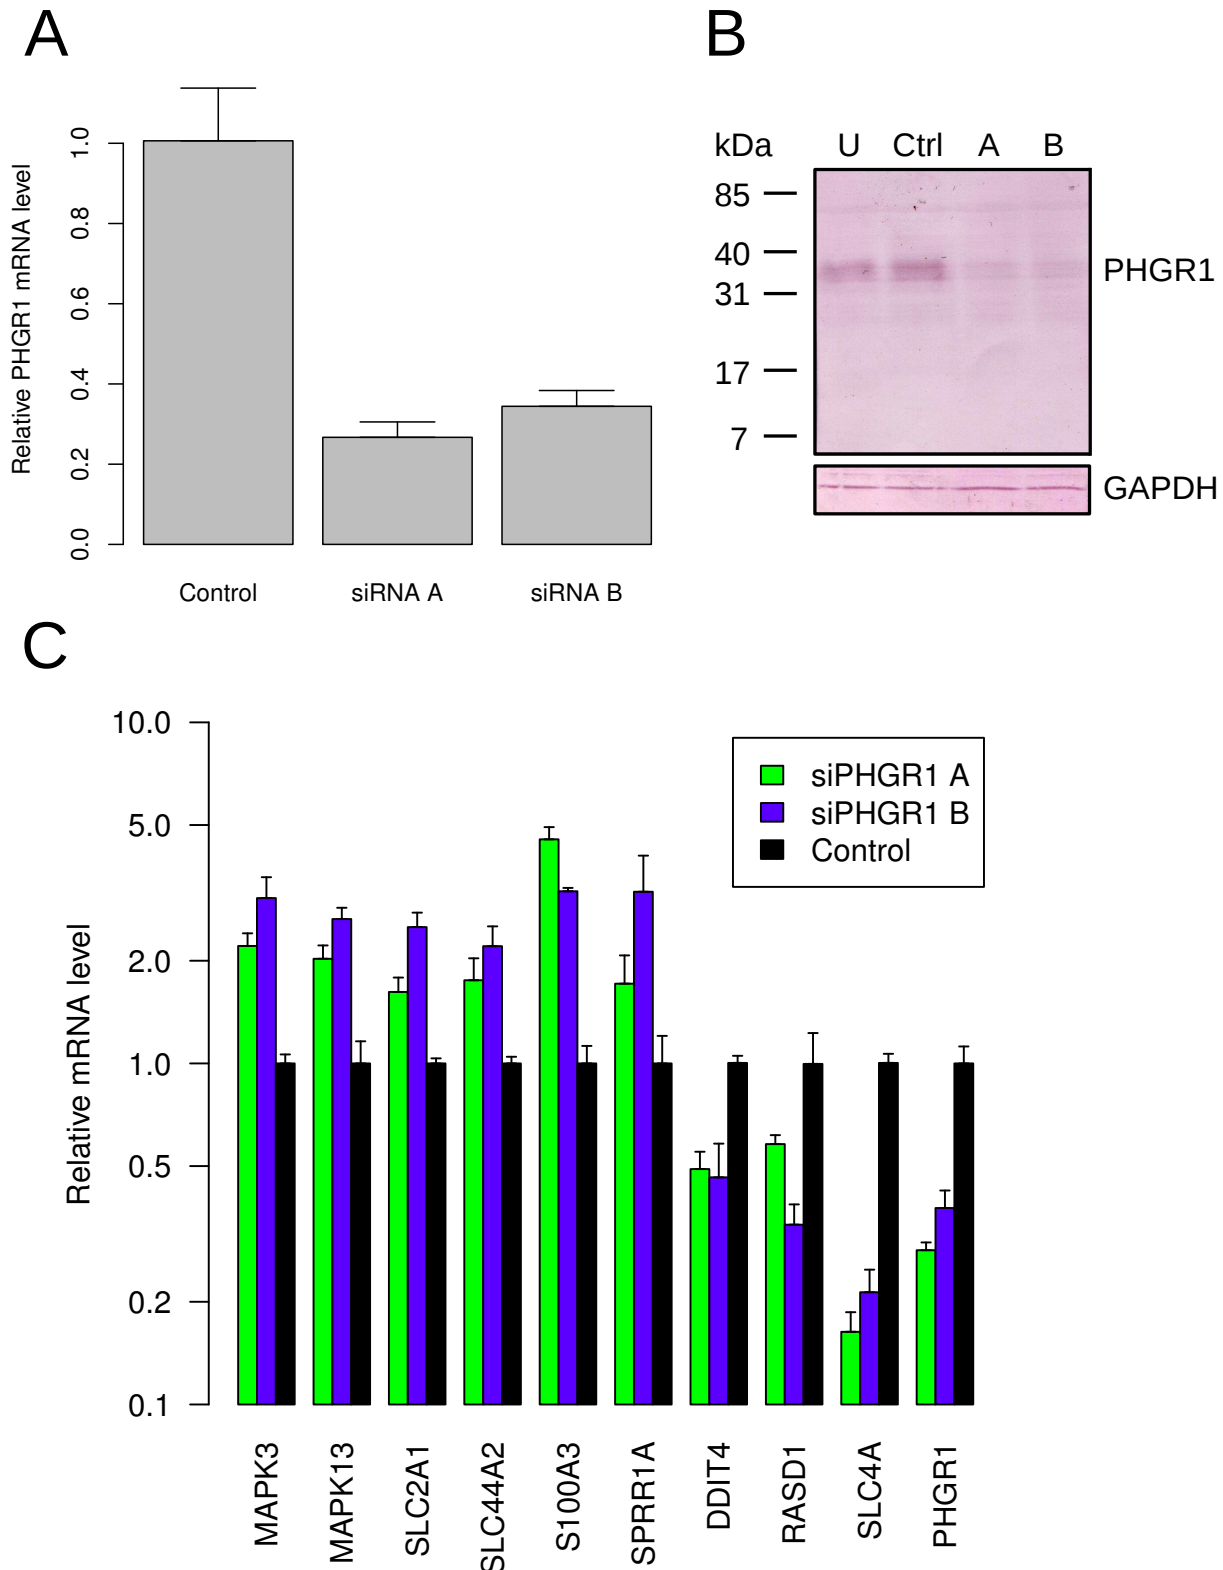 A
Relative PHGR1 mRNA level
1.0
0.8
0.6
0.4
0.2
0.0
Control siRNA A siRNA B
B
kDa U Ctrl A B
85
40
31
17
7
PHGR1
GAPDH
C
Relative mRNA level
10.0
5.0
2.0
1.0
0.5
0.2
0.1
siPHGR1 A
siPHGR1 B
Control
MAPK3
MAPK13
SLC2A1
SLC44A2
S100A3
SPRR1A
DDIT4
RASD1
SLC4A
PHGR1